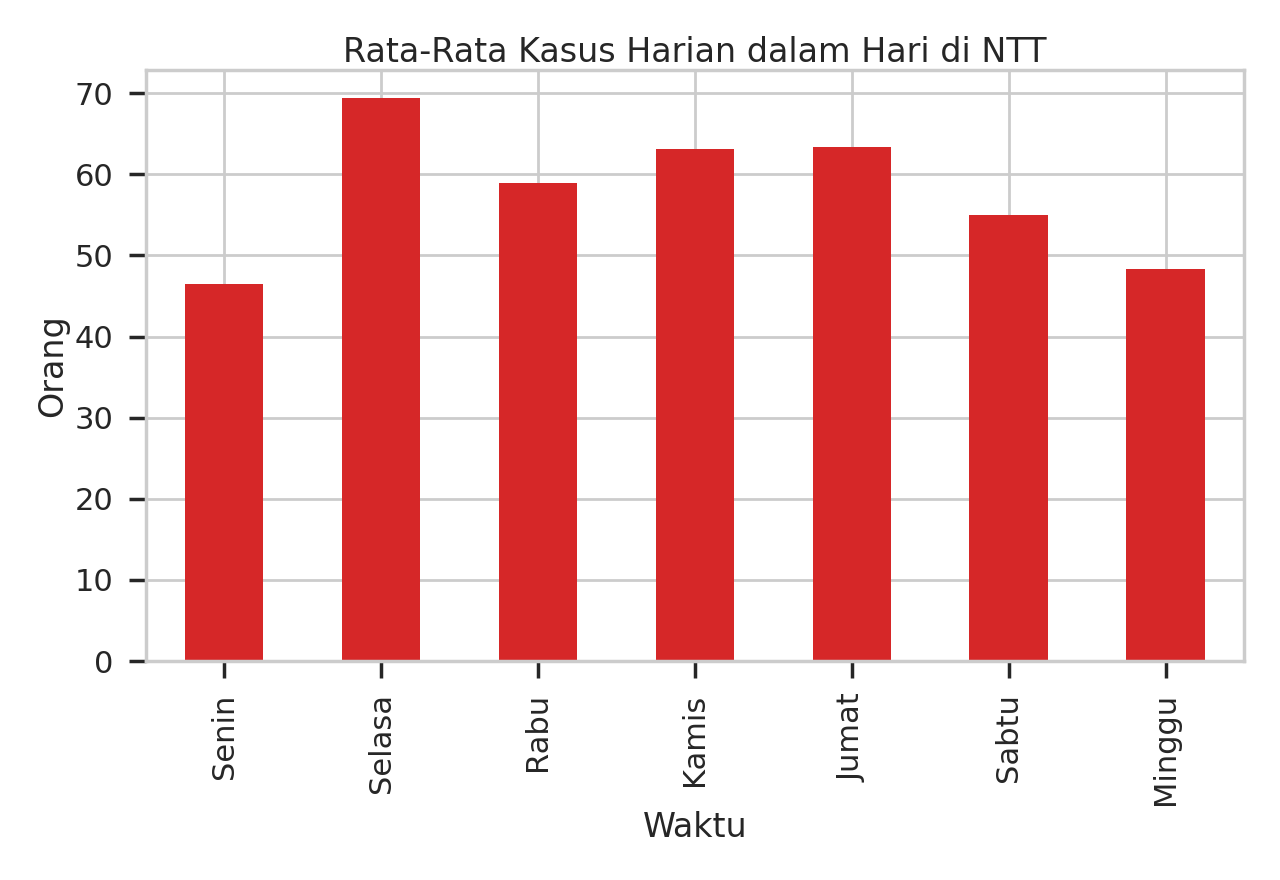 Rata-Rata Kasus Harian dalam Hari di NTT
70
60
50
40
30
20
10
0
Orang
Senin
Selasa
Rabu
Kamis
Jumat
Sabtu
Minggu
Waktu